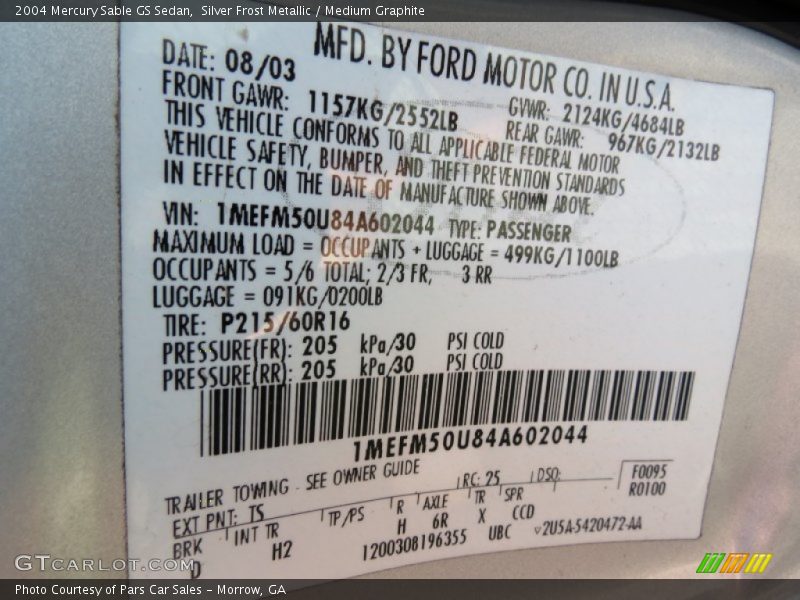 2004 Mercury Sable GS Sedan, Silver Frost Metallic / Medium Graphite
MFD. BY FORD MOTOR CO. IN U.S.A.
DATE: 08/03 GVWR: 2124KG/4684LB
FRONT GAWR: 1157KG/2552LB REAR GAWR: 967KG/2132LB
THIS VEHICLE CONFORMS TO ALL APPLICABLE FEDERAL MOTOR
VEHICLE SAFETY, BUMPER, AND THEFT PREVENTION STANDARDS
IN EFFECT ON THE DATE OF MANUFACTURE SHOWN ABOVE.
VIN: 1MEFM50U84A602044 TYPE: PASSENGER
MAXIMUM LOAD = OCCUPANTS + LUGGAGE = 499KG/1100LB
OCCUPANTS = 5/6 TOTAL; 2/3 FR, 3 RR
LUGGAGE = 091KG/0200LB
TIRE: P215/60R16
PRESSURE(FR): 205 kPa/30 PSI COLD
PRESSURE(RR): 205 kPa/30 PSI COLD
1MEFM50U84A602044
TRAILER TOWING - SEE OWNER GUIDE
RC: 25 DSO: F0095
EXT PNT: TS R0100
BRK INT TR TP/PS R AXLE TR SPR
D H2 H 6R X CCD
1200308196355 UBC v2U5A-5420472-AA
GTCARLOT.COM
Photo Courtesy of Pars Car Sales - Morrow, GA